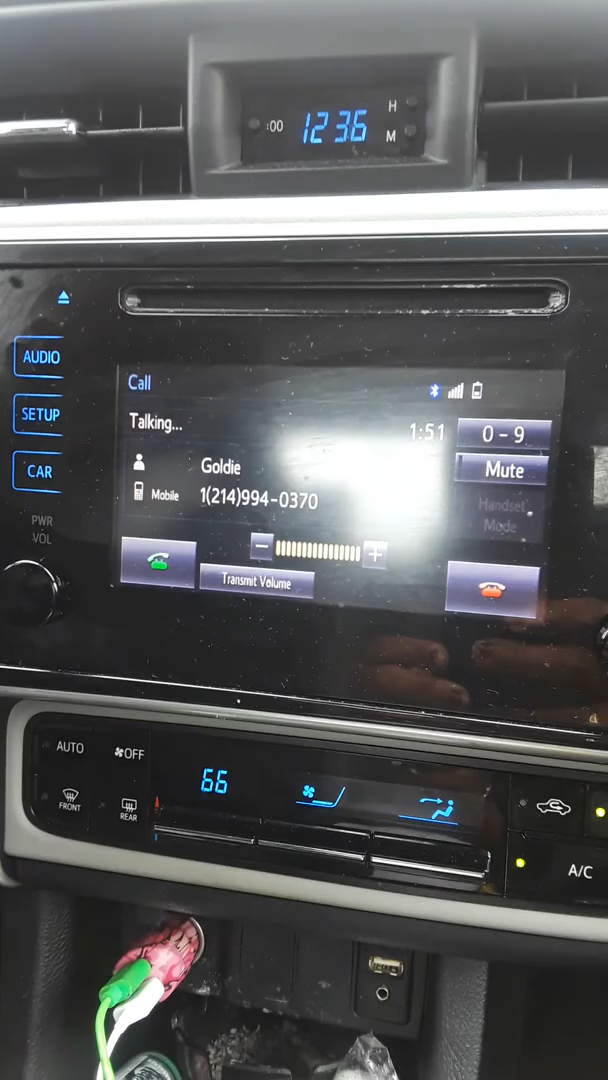 :00 12:36 H
M
AUDIO
SETUP
CAR
PWR
VOL
Call
Talking... 1:51
Goldie
Mobile 1(214)994-0370
0 - 9
Mute
Handset
Mode
Transmit Volume
- +
AUTO OFF
FRONT REAR
66
A/C